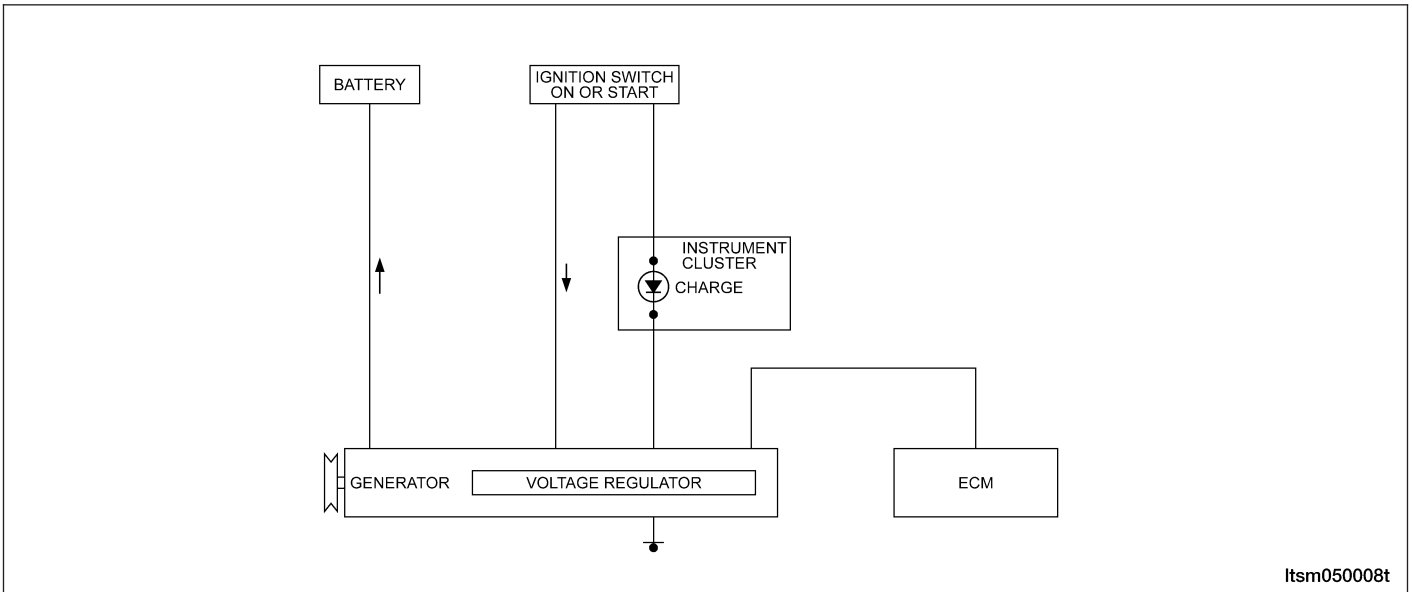 BATTERY
IGNITION SWITCH
ON OR START
INSTRUMENT
CLUSTER
CHARGE
GENERATOR
VOLTAGE REGULATOR
ECM
ltsm050008t